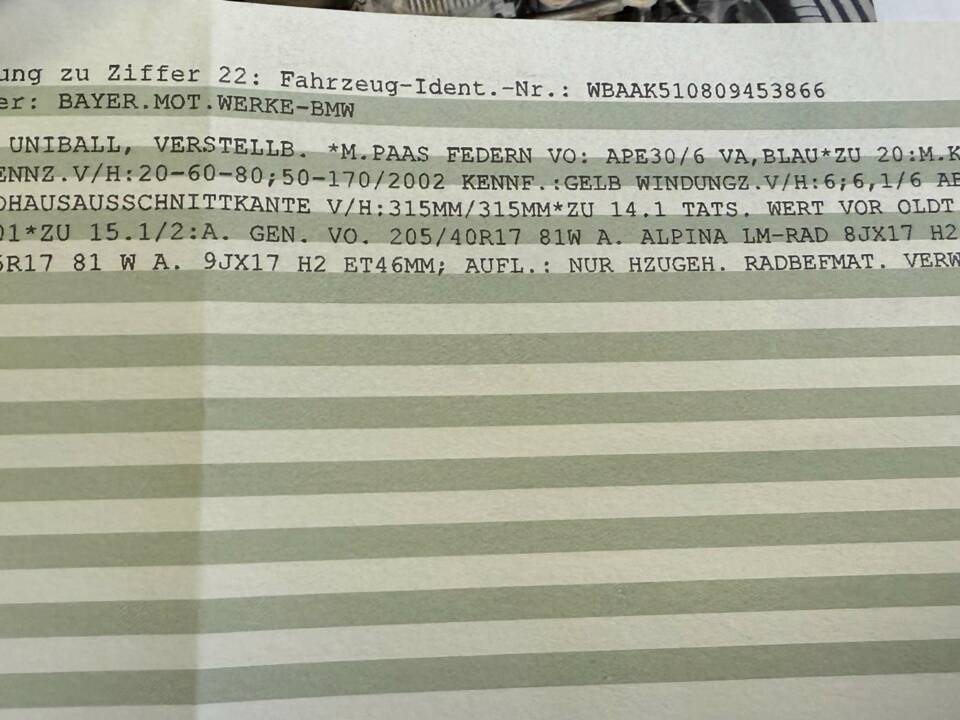 ung zu Ziffer 22: Fahrzeug-Ident.-Nr.: WBAAK510809453866
er: BAYER.MOT.WERKE-BMW
UNIBALL, VERSTELLB. *M.PAAS FEDERN VO: APE30/6 VA,BLAU*ZU 20:M.K
ENNZ.V/H:20-60-80;50-170/2002 KENNF.:GELB WINDUNGZ.V/H:6;6,1/6 AB
DHAUSAUSSCHNITTKANTE V/H:315MM/315MM*ZU 14.1 TATS. WERT VOR OLDT
01*ZU 15.1/2:A. GEN. VO. 205/40R17 81W A. ALPINA LM-RAD 8JX17 H2
5R17 81 W A. 9JX17 H2 ET46MM; AUFL.: NUR HZUGEH. RADBEFMAT. VERW